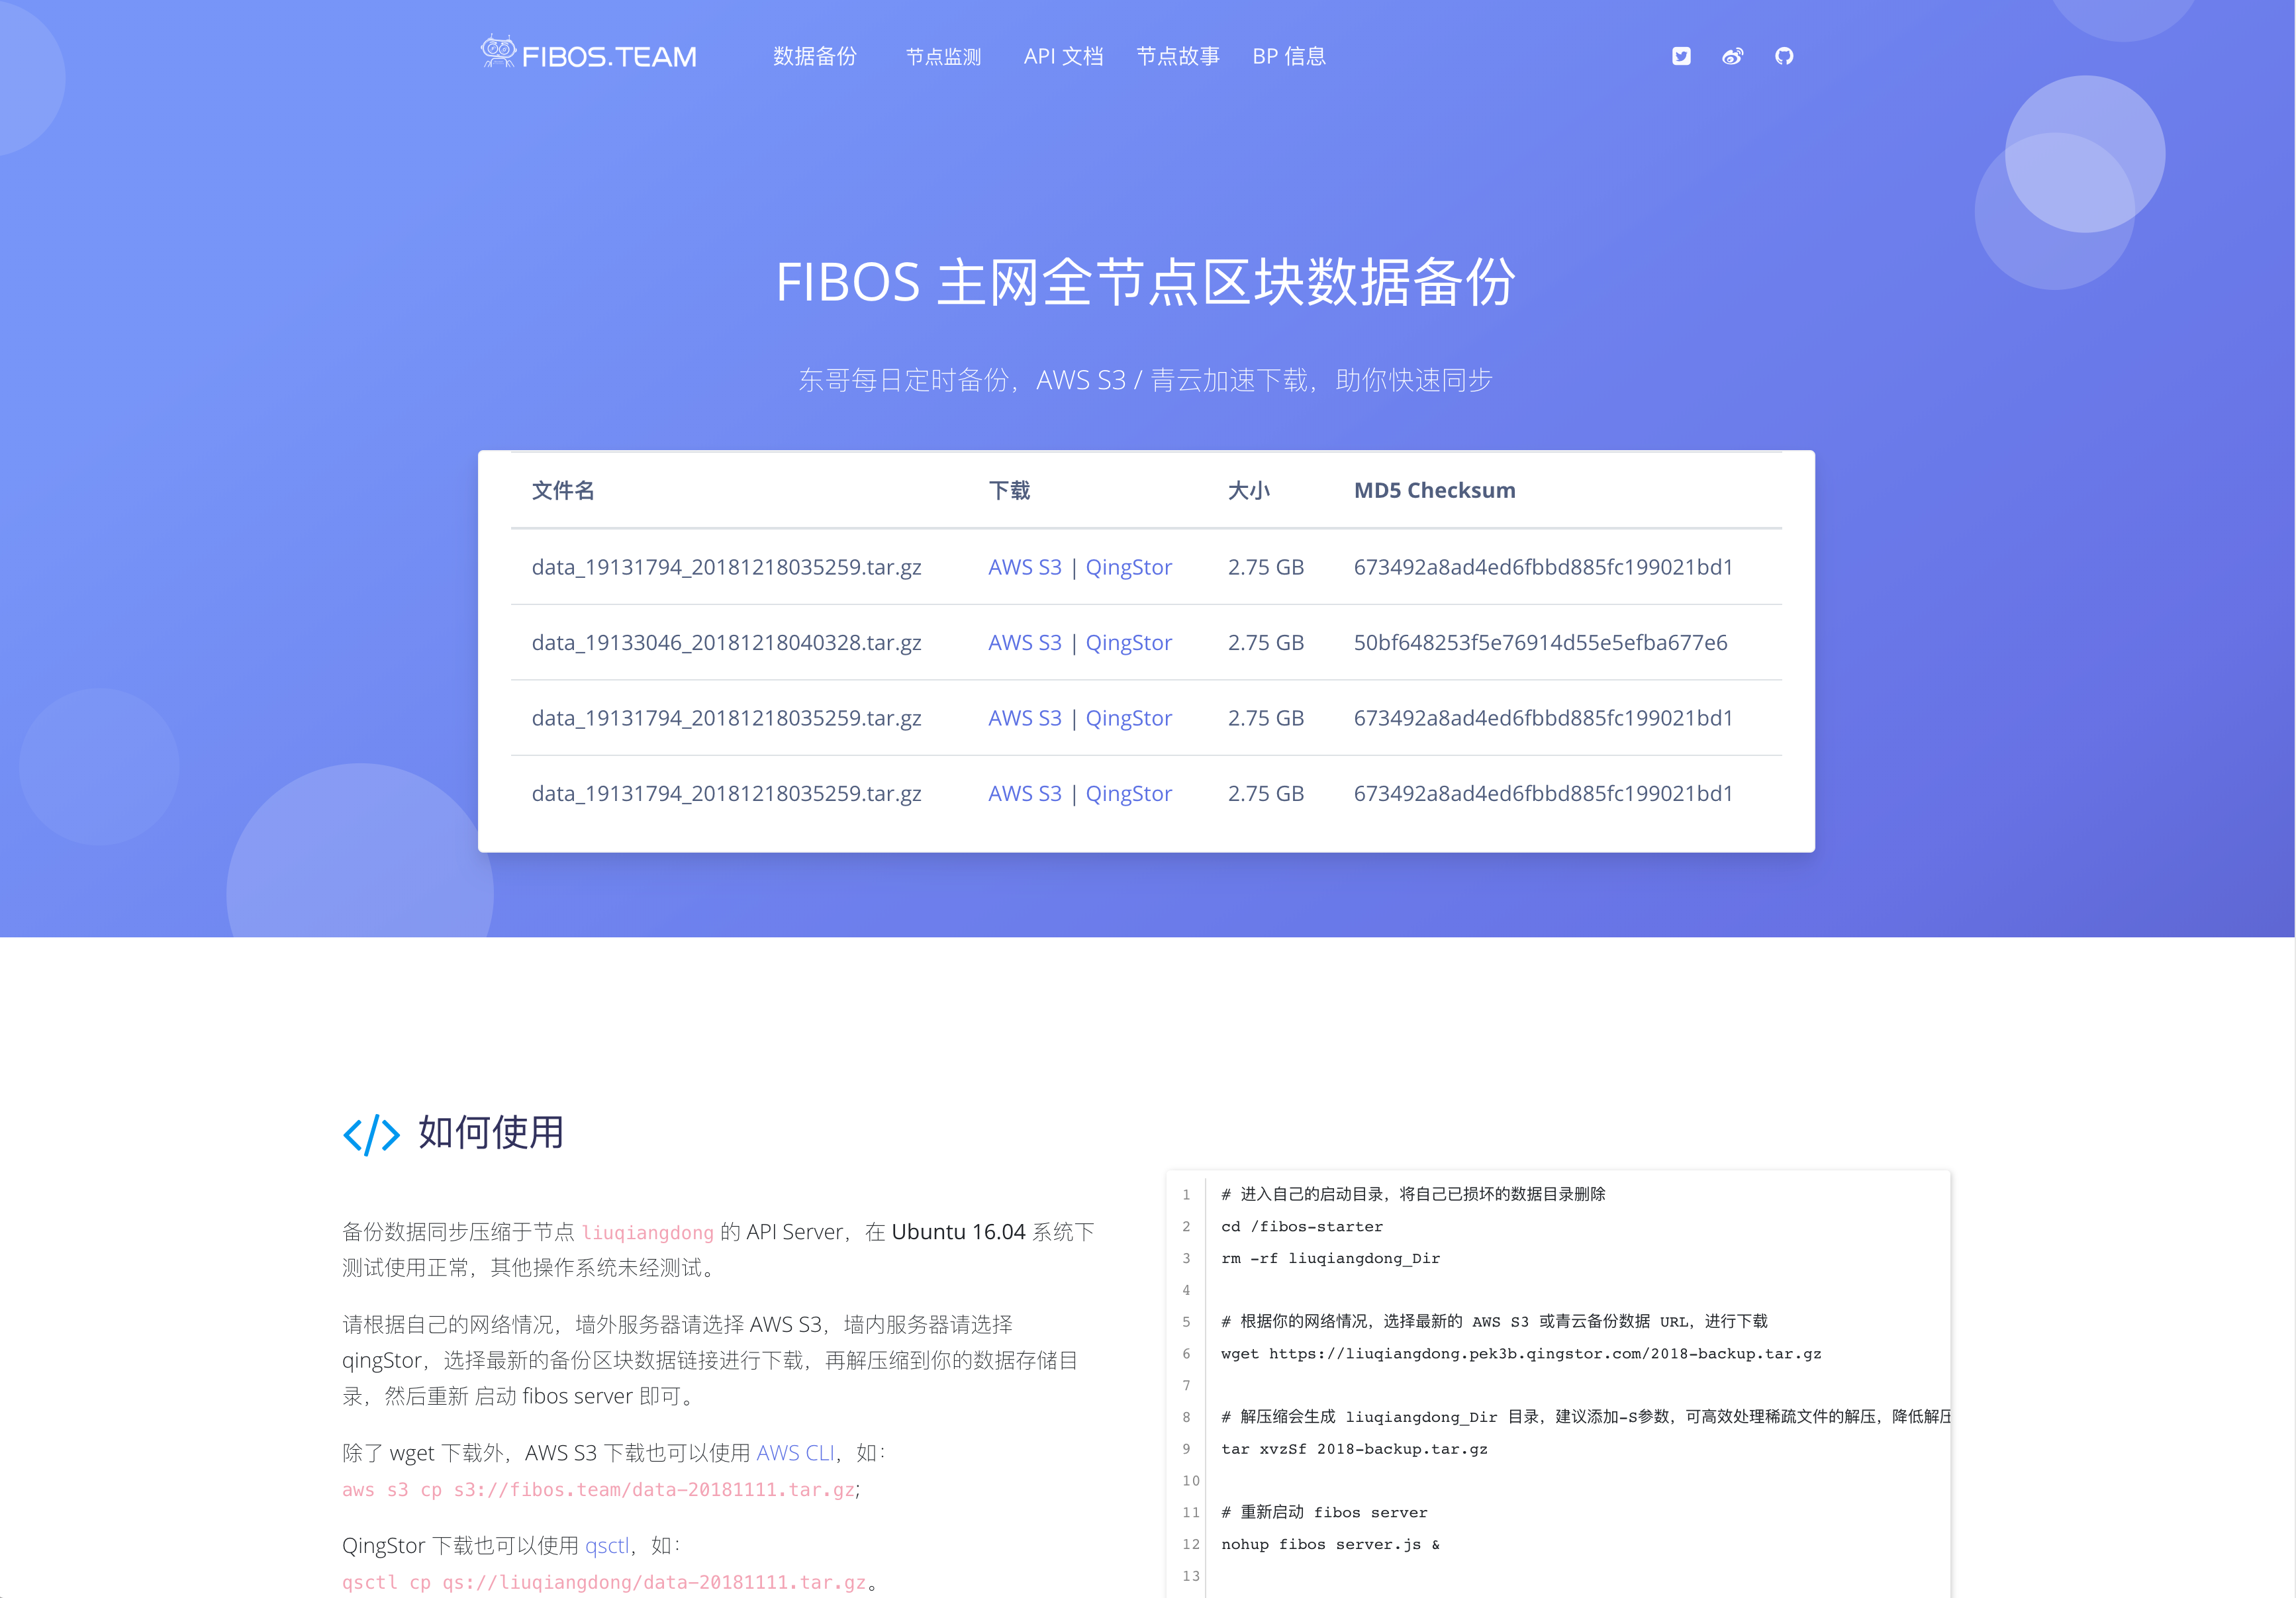 FIBOS.TEAM 数据备份 节点监测 API 文档 节点故事 BP 信息
FIBOS 主网全节点区块数据备份
东哥每日定时备份，AWS S3 / 青云加速下载，助你快速同步
文件名 下载 大小 MD5 Checksum
data_19131794_20181218035259.tar.gz AWS S3 | QingStor 2.75 GB 673492a8ad4ed6fbbd885fc199021bd1
data_19133046_20181218040328.tar.gz AWS S3 | QingStor 2.75 GB 50bf648253f5e76914d55e5efba677e6
data_19131794_20181218035259.tar.gz AWS S3 | QingStor 2.75 GB 673492a8ad4ed6fbbd885fc199021bd1
data_19131794_20181218035259.tar.gz AWS S3 | QingStor 2.75 GB 673492a8ad4ed6fbbd885fc199021bd1
</> 如何使用
备份数据同步压缩于节点 liuqiangdong 的 API Server，在 Ubuntu 16.04 系统下
测试使用正常，其他操作系统未经测试。
请根据自己的网络情况，墙外服务器请选择 AWS S3，墙内服务器请选择
qingStor，选择最新的备份区块数据链接进行下载，再解压缩到你的数据存储目
录，然后重新 启动 fibos server 即可。
除了 wget 下载外，AWS S3 下载也可以使用 AWS CLI，如：
aws s3 cp s3://fibos.team/data-20181111.tar.gz;
QingStor 下载也可以使用 qsctl，如：
qsctl cp qs://liuqiangdong/data-20181111.tar.gz。
1 # 进入自己的启动目录，将自己已损坏的数据目录删除
2 cd /fibos-starter
3 rm -rf liuqiangdong_Dir
4
5 # 根据你的网络情况，选择最新的 AWS S3 或青云备份数据 URL，进行下载
6 wget https://liuqiangdong.pek3b.qingstor.com/2018-backup.tar.gz
7
8 # 解压缩会生成 liuqiangdong_Dir 目录，建议添加-S参数，可高效处理稀疏文件的解压，降低解压
9 tar xvzSf 2018-backup.tar.gz
10
11 # 重新启动 fibos server
12 nohup fibos server.js &
13